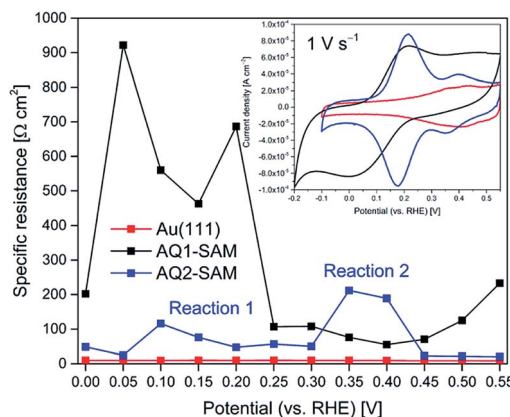 Specific resistance [Ω cm²]
1000
900
800
700
600
500
400
300
200
100
0
0.00 0.05 0.10 0.15 0.20 0.25 0.30 0.35 0.40 0.45 0.50 0.55
Potential (vs. RHE) [V]
Au(111)
AQ1-SAM
AQ2-SAM
Reaction 1
Reaction 2
1 V s⁻¹
Current density [A cm⁻²]
1.0x10⁻⁴
8.0x10⁻⁵
6.0x10⁻⁵
4.0x10⁻⁵
2.0x10⁻⁵
0.0
-2.0x10⁻⁵
-4.0x10⁻⁵
-6.0x10⁻⁵
-8.0x10⁻⁵
-1.0x10⁻⁴
-0.2 -0.1 0.0 0.1 0.2 0.3 0.4 0.5
Potential (vs. RHE) [V]